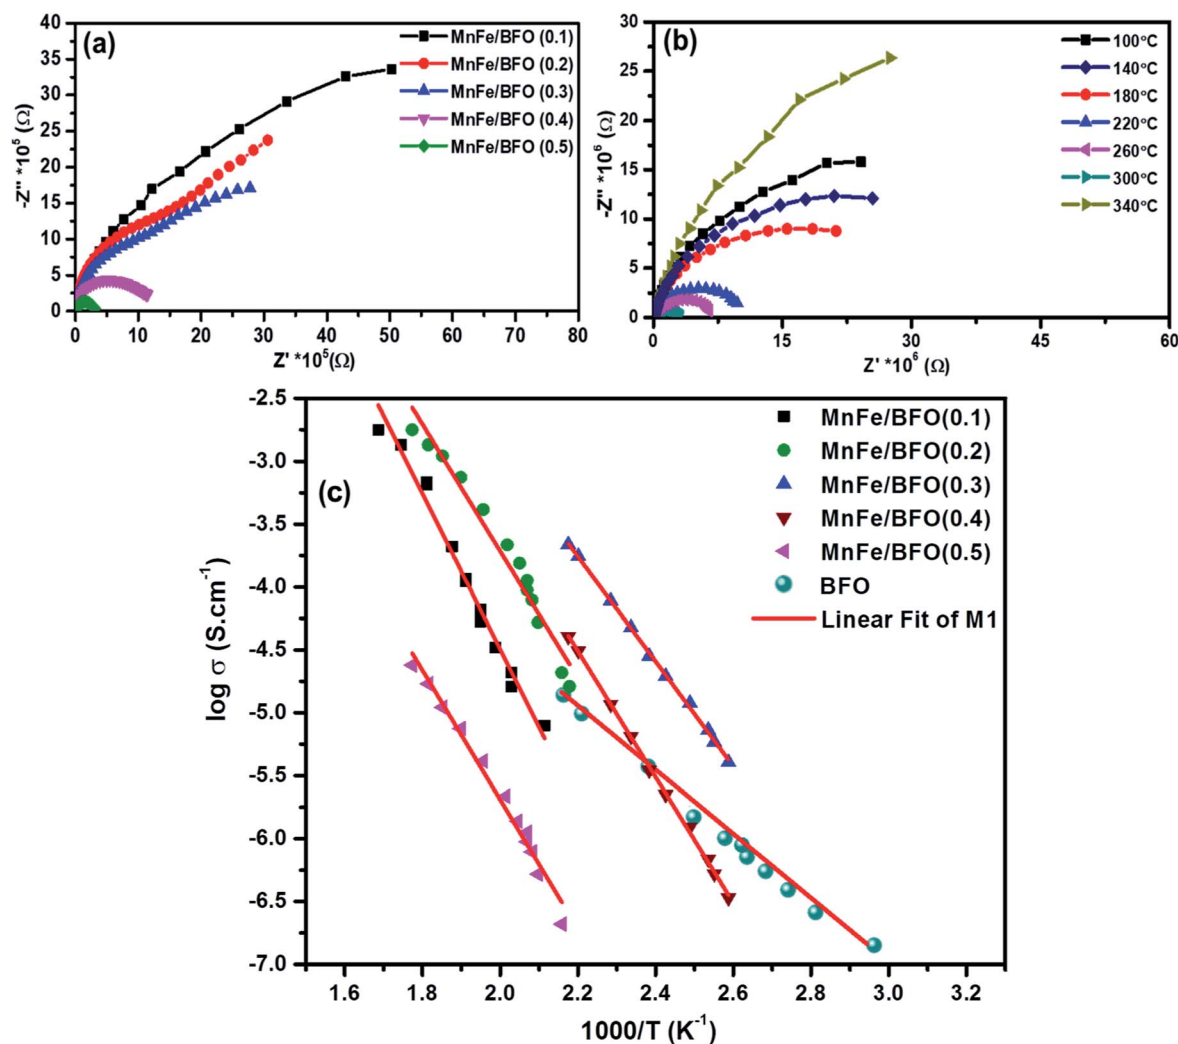 (a)
MnFe/BFO (0.1)
MnFe/BFO (0.2)
MnFe/BFO (0.3)
MnFe/BFO (0.4)
MnFe/BFO (0.5)
-Z'' *10⁵ (Ω)
40
35
30
25
20
15
10
5
0
0 10 20 30 40 50 60 70 80
Z' *10⁵(Ω)
(b)
100°C
140°C
180°C
220°C
260°C
300°C
340°C
-Z'' *10⁶ (Ω)
30
25
20
15
10
5
0
0 15 30 45 60
Z' *10⁶ (Ω)
(c)
MnFe/BFO(0.1)
MnFe/BFO(0.2)
MnFe/BFO(0.3)
MnFe/BFO(0.4)
MnFe/BFO(0.5)
BFO
Linear Fit of M1
log σ (S.cm⁻¹)
-2.5
-3.0
-3.5
-4.0
-4.5
-5.0
-5.5
-6.0
-6.5
-7.0
1.6 1.8 2.0 2.2 2.4 2.6 2.8 3.0 3.2
1000/T (K⁻¹)